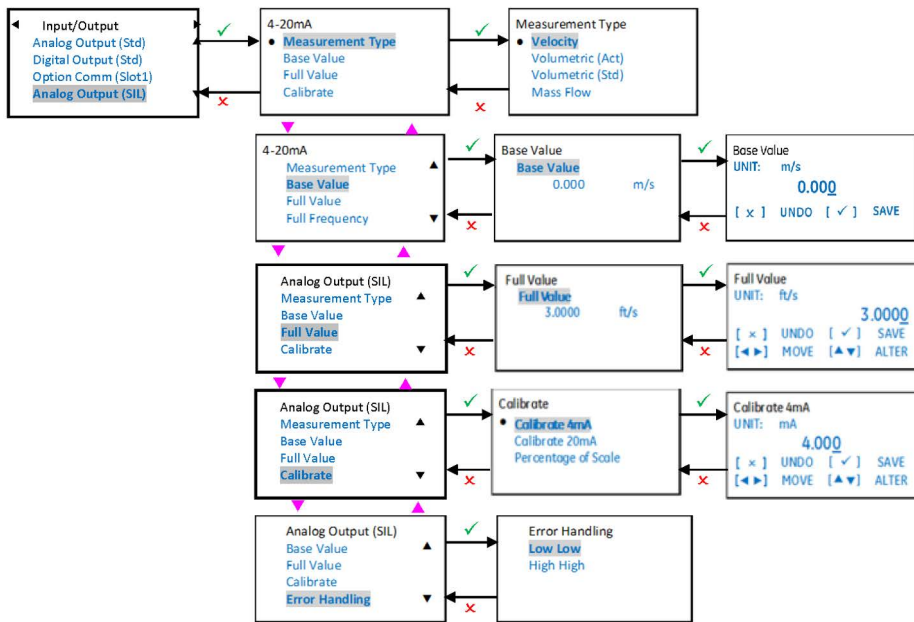 Input/Output
Analog Output (Std)
Digital Output (Std)
Option Comm (Slot1)
Analog Output (SIL)
4-20mA
Measurement Type
Base Value
Full Value
Calibrate
Measurement Type
Velocity
Volumetric (Act)
Volumetric (Std)
Mass Flow
4-20mA
Measurement Type
Base Value
Full Value
Full Frequency
Base Value
Base Value
0.000 m/s
Base Value
UNIT: m/s
0.000
[ x ] UNDO [ ✓ ] SAVE
Analog Output (SIL)
Measurement Type
Base Value
Full Value
Calibrate
Full Value
Full Value
3.0000 ft/s
Full Value
UNIT: ft/s
3.0000
[ × ] UNDO [ ✓ ] SAVE
[◄ ►] MOVE [▲▼] ALTER
Analog Output (SIL)
Measurement Type
Base Value
Full Value
Calibrate
Calibrate
Calibrate 4mA
Calibrate 20mA
Percentage of Scale
Calibrate 4mA
UNIT: mA
4.000
[ × ] UNDO [ ✓ ] SAVE
[◄ ►] MOVE [▲▼] ALTER
Analog Output (SIL)
Base Value
Full Value
Calibrate
Error Handling
Error Handling
Low Low
High High